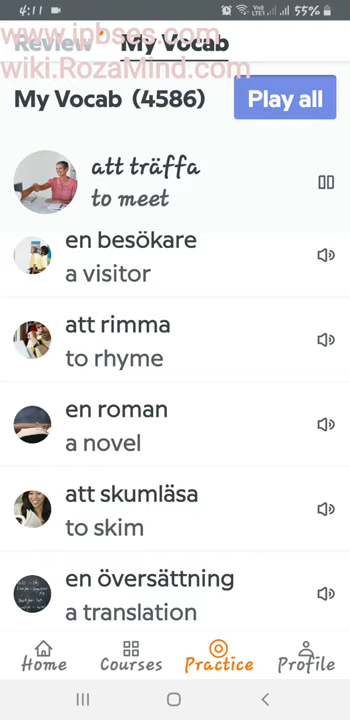 4:11
Vo) LTE1 55%
www.ipbses.com
Review My Vocab
wiki.RozaMind.com
My Vocab (4586) Play all
att träffa
to meet
en besökare
a visitor
att rimma
to rhyme
en roman
a novel
att skumläsa
to skim
en översättning
a translation
Home Courses Practice Profile